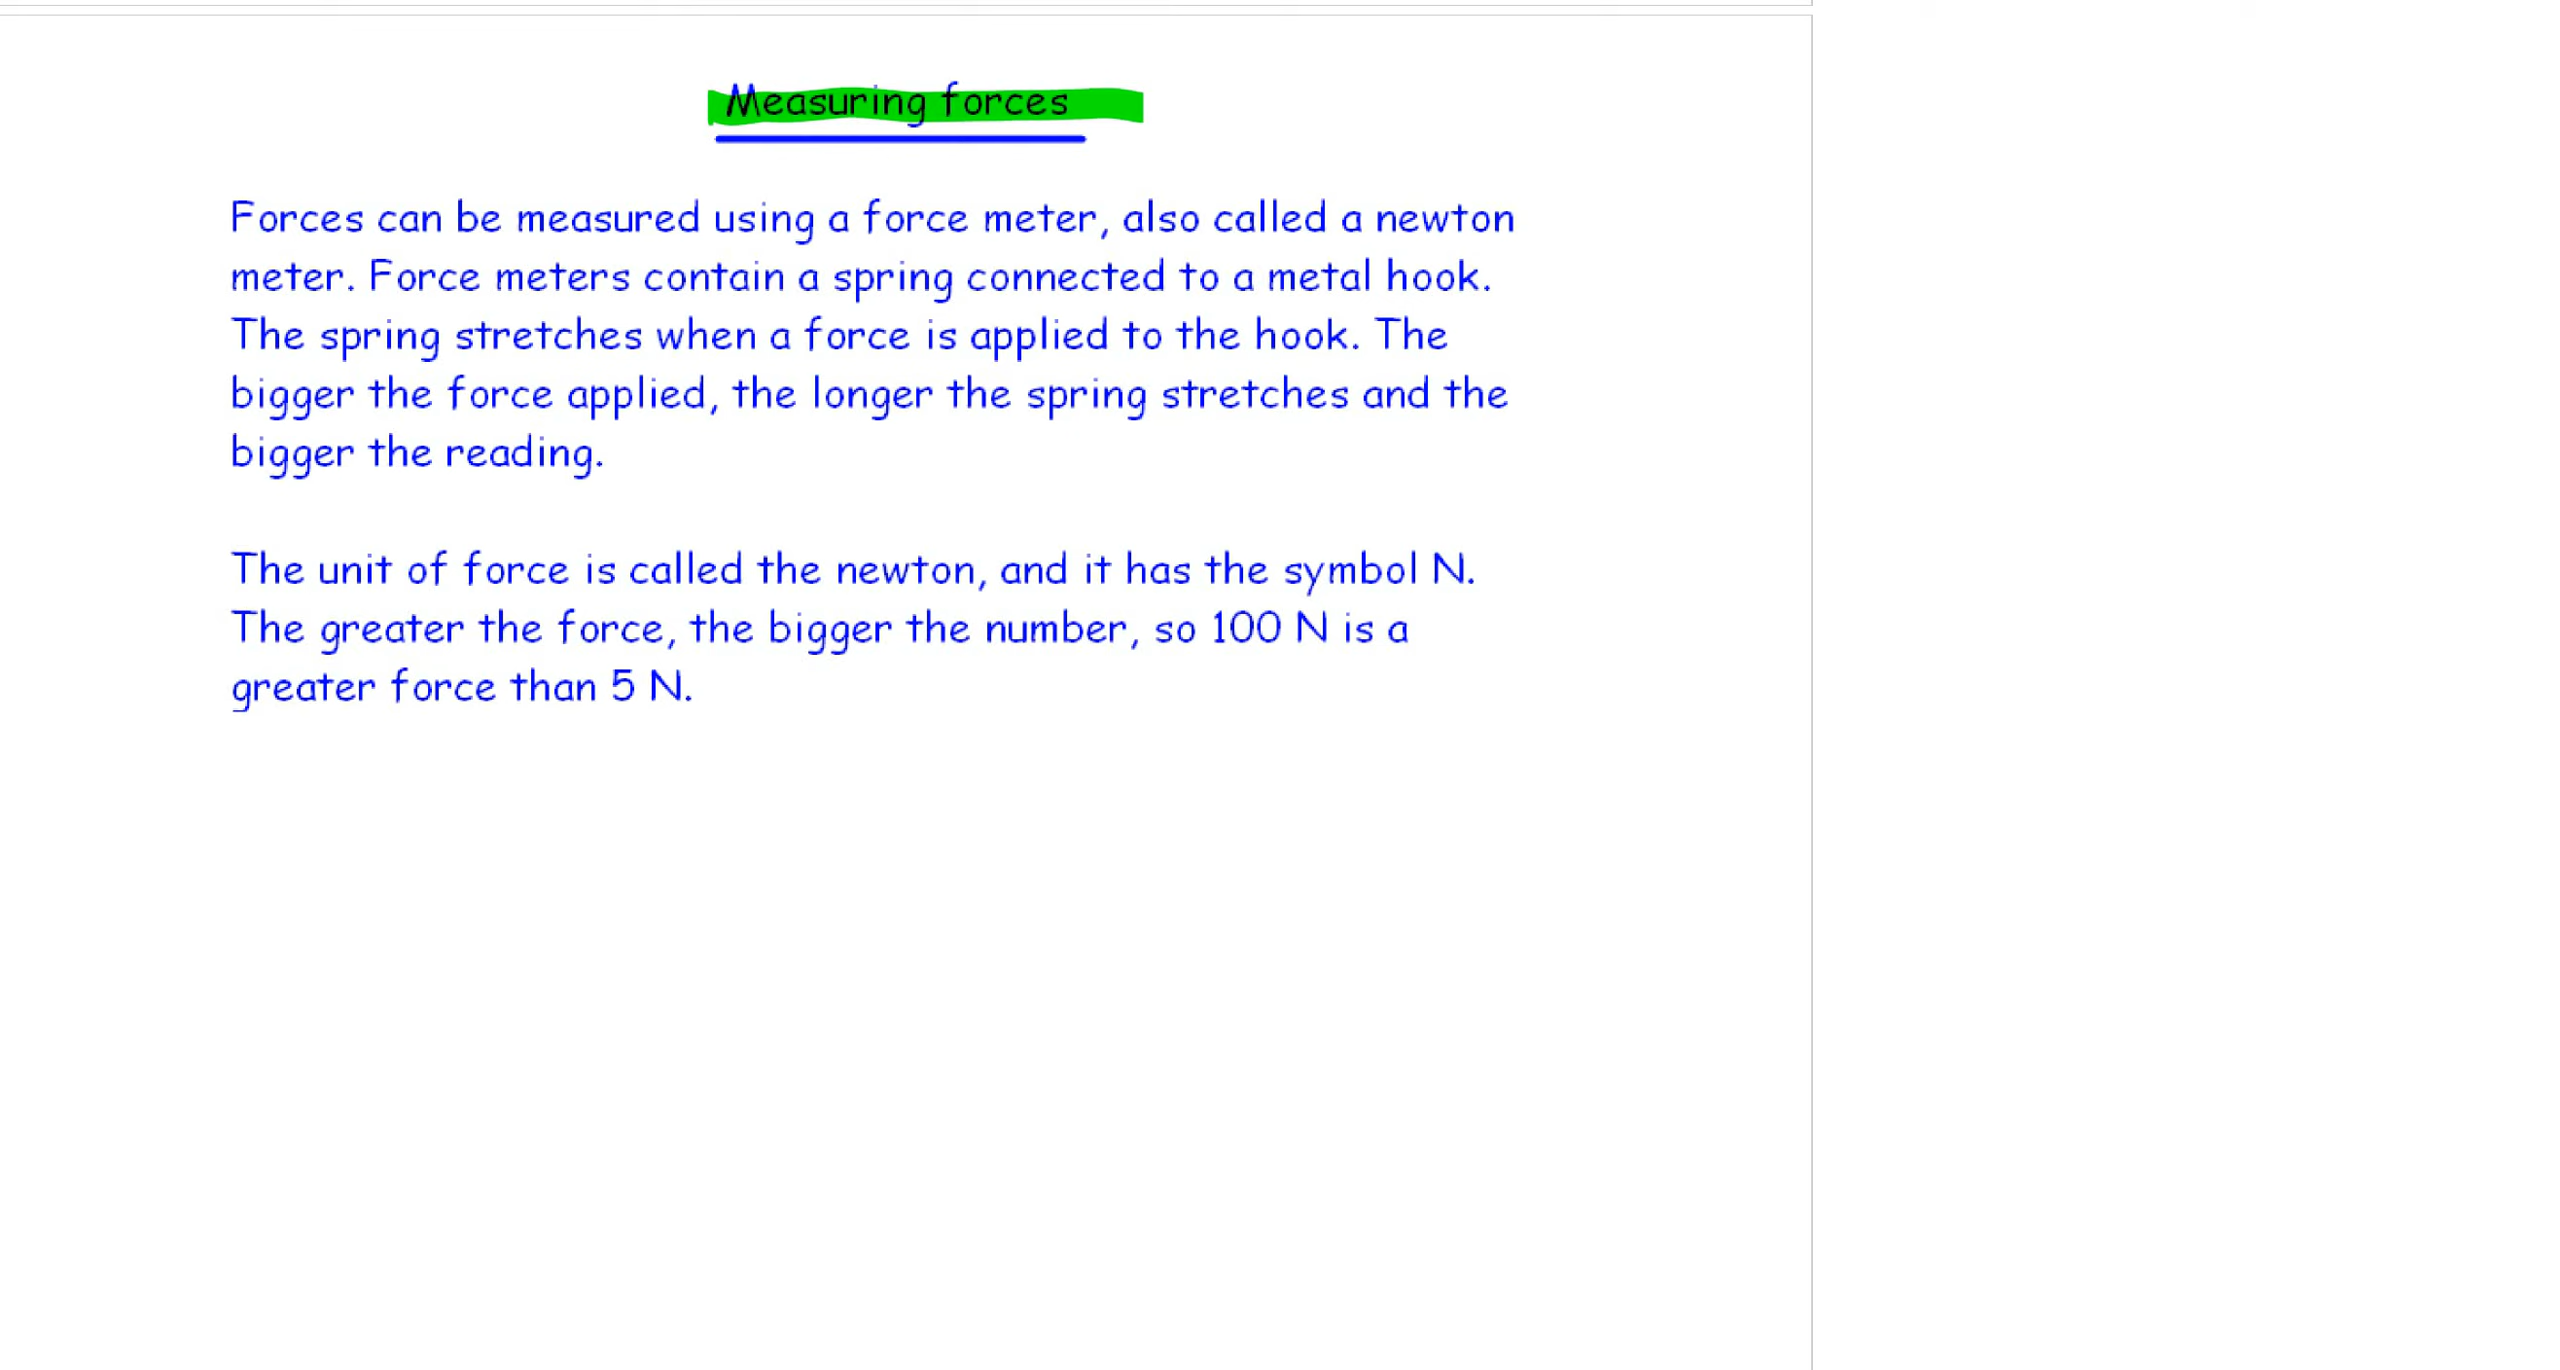 Measuring forces
Forces can be measured using a force meter, also called a newton
meter. Force meters contain a spring connected to a metal hook.
The spring stretches when a force is applied to the hook. The
bigger the force applied, the longer the spring stretches and the
bigger the reading.
The unit of force is called the newton, and it has the symbol N.
The greater the force, the bigger the number, so 100 N is a
greater force than 5 N.